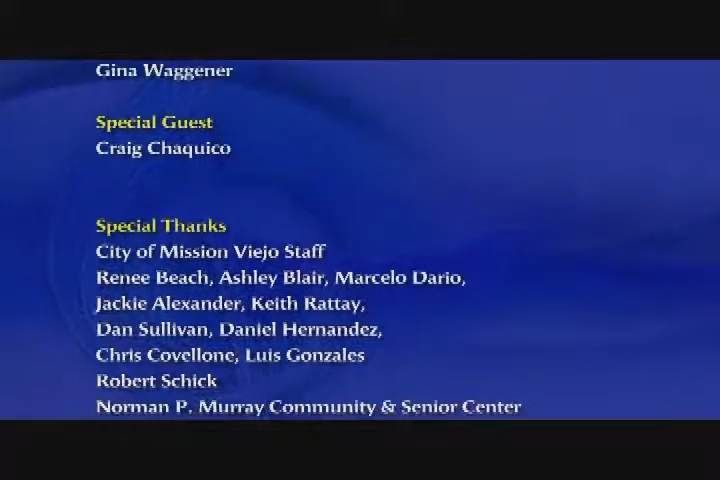 Gina Waggener
Special Guest
Craig Chaquico
Special Thanks
City of Mission Viejo Staff
Renee Beach, Ashley Blair, Marcelo Dario,
Jackie Alexander, Keith Rattay,
Dan Sullivan, Daniel Hernandez,
Chris Covellone, Luis Gonzales
Robert Schick
Norman P. Murray Community & Senior Center